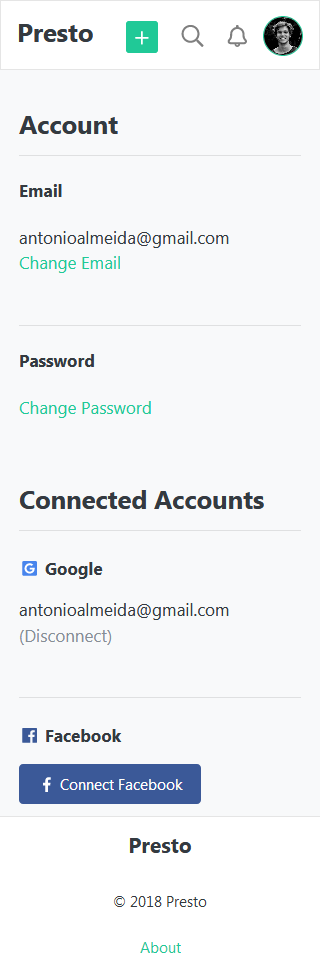 Presto
Account
Email
antonioalmeida@gmail.com
Change Email
Password
Change Password
Connected Accounts
Google
antonioalmeida@gmail.com
(Disconnect)
Facebook
Connect Facebook
Presto
© 2018 Presto
About